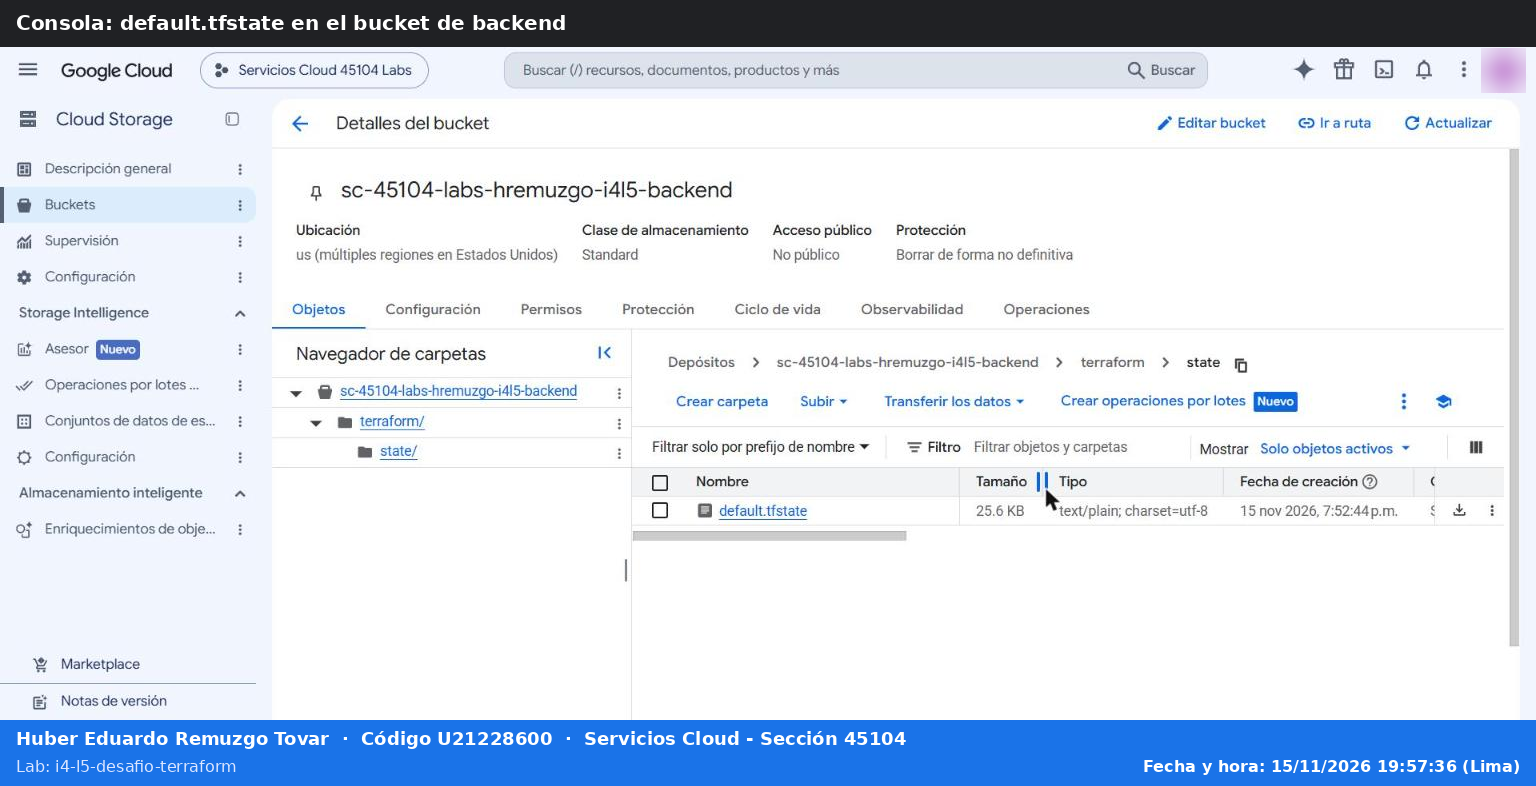 Consola: default.tfstate en el bucket de backend
Google Cloud
Servicios Cloud 45104 Labs
Buscar (/) recursos, documentos, productos y más
Buscar
Cloud Storage
Descripción general
Buckets
Supervisión
Configuración
Storage Intelligence
Asesor Nuevo
Operaciones por lotes ...
Conjuntos de datos de es...
Configuración
Almacenamiento inteligente
Enriquecimientos de obje...
Marketplace
Notas de versión
Detalles del bucket
Editar bucket
Ir a ruta
Actualizar
sc-45104-labs-hremuzgo-i4l5-backend
Ubicación Clase de almacenamiento Acceso público Protección
us (múltiples regiones en Estados Unidos) Standard No público Borrar de forma no definitiva
Objetos Configuración Permisos Protección Ciclo de vida Observabilidad Operaciones
Navegador de carpetas
sc-45104-labs-hremuzgo-i4l5-backend
terraform/
state/
Depósitos sc-45104-labs-hremuzgo-i4l5-backend terraform state
Crear carpeta Subir Transferir los datos Crear operaciones por lotes Nuevo
Filtrar solo por prefijo de nombre Filtro Filtrar objetos y carpetas Mostrar Solo objetos activos
Nombre Tamaño Tipo Fecha de creación
default.tfstate 25.6 KB text/plain; charset=utf-8 15 nov 2026, 7:52:44 p.m.
Huber Eduardo Remuzgo Tovar · Código U21228600 · Servicios Cloud - Sección 45104
Lab: i4-l5-desafio-terraform
Fecha y hora: 15/11/2026 19:57:36 (Lima)